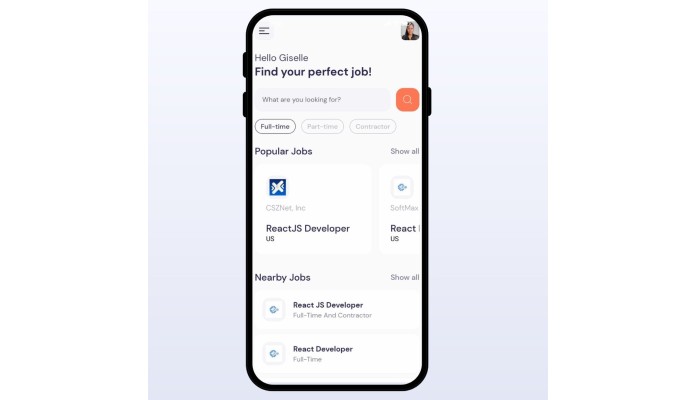 Hello Giselle
Find your perfect job!
What are you looking for?
Full-time Part-time Contractor
Popular Jobs Show all
CSZNet, Inc SoftMax
ReactJS Developer React
US US
Nearby Jobs Show all
React JS Developer
Full-Time And Contractor
React Developer
Full-Time